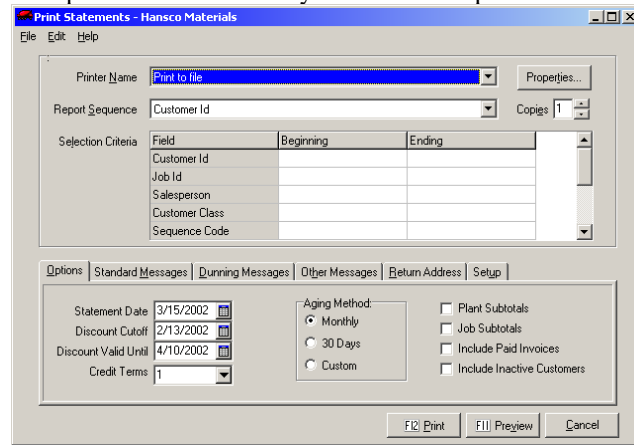 Print Statements - Hansco Materials
File Edit Help
Printer Name Print to file Properties...
Report Sequence Customer Id Copies 1
Selection Criteria Field Beginning Ending
Customer Id
Job Id
Salesperson
Customer Class
Sequence Code
Options Standard Messages Dunning Messages Other Messages Return Address Setup
Statement Date 3/15/2002
Discount Cutoff 2/13/2002
Discount Valid Until 4/10/2002
Credit Terms 1
Aging Method:
Monthly
30 Days
Custom
Plant Subtotals
Job Subtotals
Include Paid Invoices
Include Inactive Customers
F12 Print F11 Preview Cancel